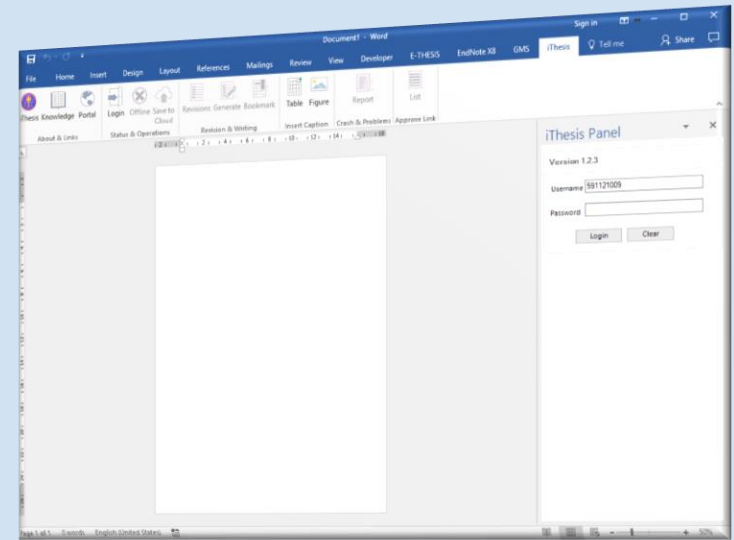 Document1 - Word
Sign in
File Home Insert Design Layout References Mailings Review View Developer E-THESIS EndNote X8 GMS iThesis Tell me Share
iThesis Knowledge Portal Login Offline Save to Cloud Revisions Generate Bookmark Table Figure Report List
About & Links Status & Operations Revision & Writing Insert Caption Crash & Problems Approve Link
iThesis Panel
Version 1.2.3
Username 591121009
Password
Login Clear
Page 1 of 1 0 words English (United States) 50%